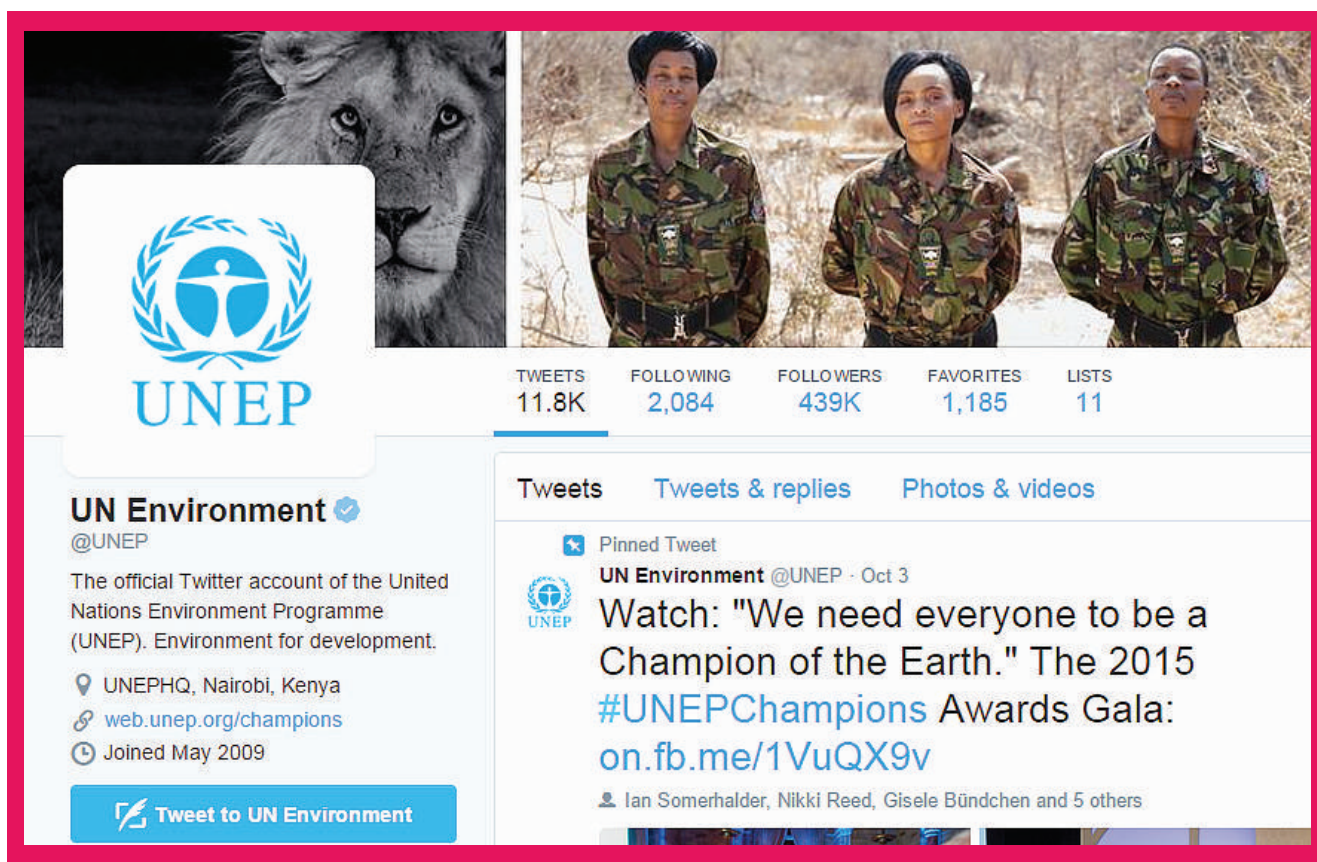 UNEP
TWEETS FOLLOWING FOLLOWERS FAVORITES LISTS
11.8K 2,084 439K 1,185 11
UN Environment
@UNEP
The official Twitter account of the United
Nations Environment Programme
(UNEP). Environment for development.
UNEPHQ, Nairobi, Kenya
web.unep.org/champions
Joined May 2009
Tweet to UN Environment
Tweets Tweets & replies Photos & videos
Pinned Tweet
UNEP
UN Environment @UNEP · Oct 3
Watch: "We need everyone to be a
Champion of the Earth." The 2015
#UNEPChampions Awards Gala:
on.fb.me/1VuQX9v
Ian Somerhalder, Nikki Reed, Gisele Bündchen and 5 others